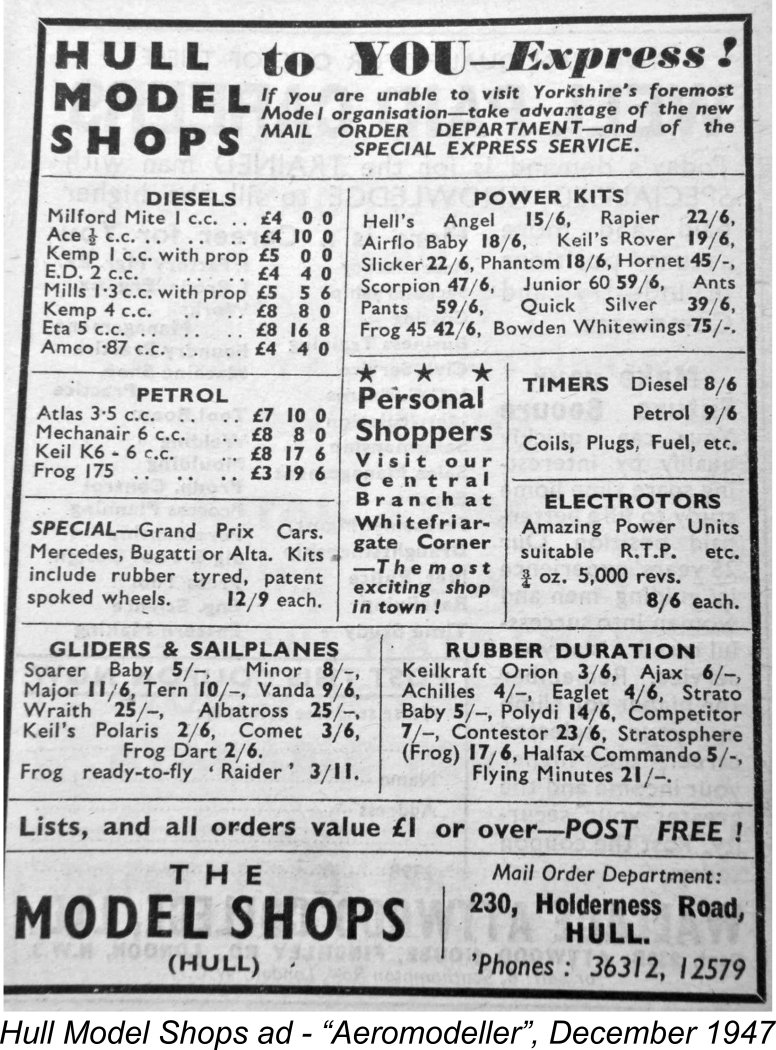 HULL MODEL SHOPS
to YOU Express!
If you are unable to visit Yorkshire's foremost
Model organisation—take advantage of the new
MAIL ORDER DEPARTMENT—and of the
SPECIAL EXPRESS SERVICE.
DIESELS
Milford Mite 1 c.c. .. £4 0 0
Ace ½ c.c. .. .. £4 10 0
Kemp 1 c.c. with prop £5 0 0
E.D. 2 c.c. .. .. £4 4 0
Mills 1·3 c.c. with prop £5 5 6
Kemp 4 c.c. .. .. £8 8 0
Eta 5 c.c. .. .. £8 16 8
Amco ·87 c.c. .. £4 4 0
POWER KITS
Hell's Angel 15/6, Rapier 22/6,
Airflo Baby 18/6, Keil's Rover 19/6,
Slicker 22/6, Phantom 18/6, Hornet 45/-,
Scorpion 47/6, Junior 60 59/6, Ants
Pants 59/6, Quick Silver 39/6,
Frog 45 42/6, Bowden Whitewings 75/-.
PETROL
Atlas 3·5 c.c. .. .. £7 10 0
Mechanair 6 c.c. .. £8 8 0
Keil K6 - 6 c.c. .. £8 17 6
Frog 175 .. .. £3 19 6
SPECIAL—Grand Prix Cars.
Mercedes, Bugatti or Alta. Kits
include rubber tyred, patent
spoked wheels. 12/9 each.
★ ★ ★
Personal
Shoppers
Visit our
Central
Branchat
Whitefriar-
gate Corner
—The most
exciting shop
in town!
TIMERS Diesel 8/6
Petrol 9/6
Coils, Plugs, Fuel, etc.
ELECTROTORS
Amazing Power Units
suitable R.T.P. etc.
¾ oz. 5,000 revs.
8/6 each.
GLIDERS & SAILPLANES
Soarer Baby 5/-, Minor 8/-,
Major 11/6, Tern 10/-, Vanda 9/6,
Wraith 25/-, Albatross 25/-,
Keil's Polaris 2/6, Comet 3/6,
Frog Dart 2/6.
Frog ready-to-fly 'Raider' 3/11.
RUBBER DURATION
Keilkraft Orion 3/6, Ajax 6/-,
Achilles 4/-, Eaglet 4/6, Strato
Baby 5/-, Polydi 14/6, Competitor
7/-, Contestor 23/6, Stratosphere
(Frog) 17/6, Halfax Commando 5/-,
Flying Minutes 21/-.
Lists, and all orders value £1 or over—POST FREE!
THE
MODEL SHOPS
(HULL)
Mail Order Department:
230, Holderness Road,
HULL.
'Phones: 36312, 12579
Hull Model Shops ad - “Aeromodeller”, December 1947